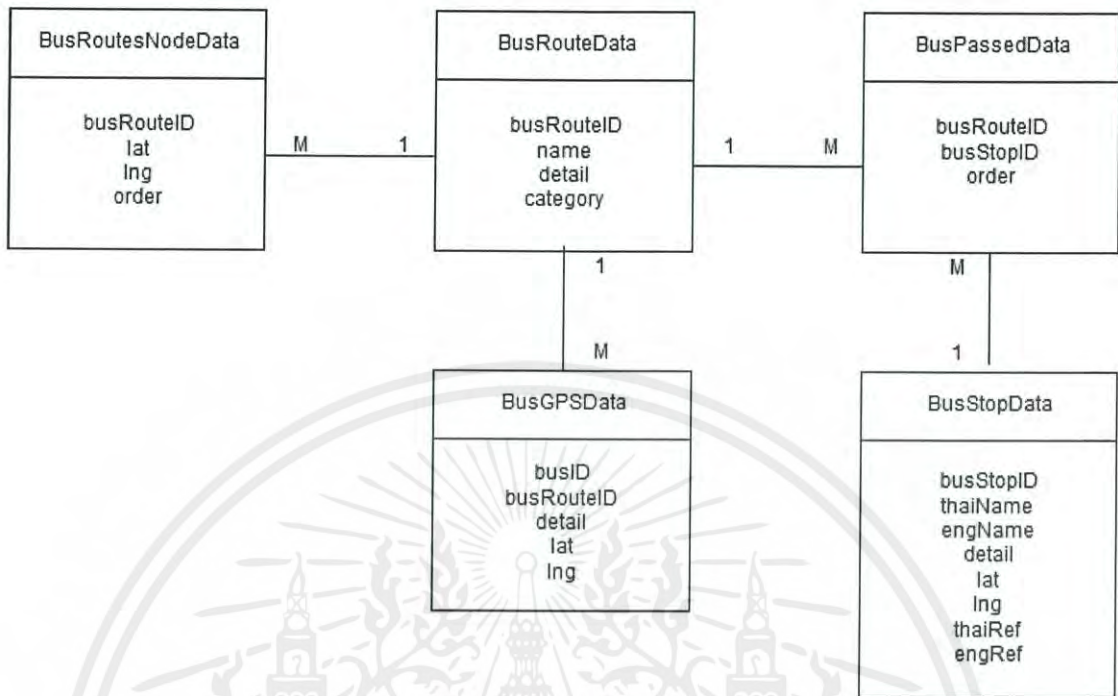 BusRoutesNodeData
busRouteID
lat
lng
order
M
1
BusRouteData
busRouteID
name
detail
category
1
M
BusPassedData
busRouteID
busStopID
order
1
M
BusGPSData
busID
busRouteID
detail
lat
lng
M
1
BusStopData
busStopID
thaiName
engName
detail
lat
lng
thaiRef
engRef